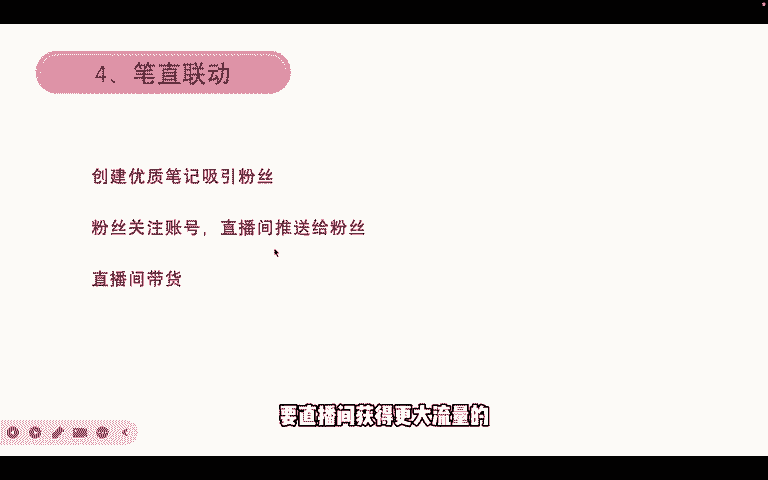 4、笔直联动
创建优质笔记吸引粉丝
粉丝关注账号，直播间推送给粉丝
直播间带货
要直播间获得更大流量的